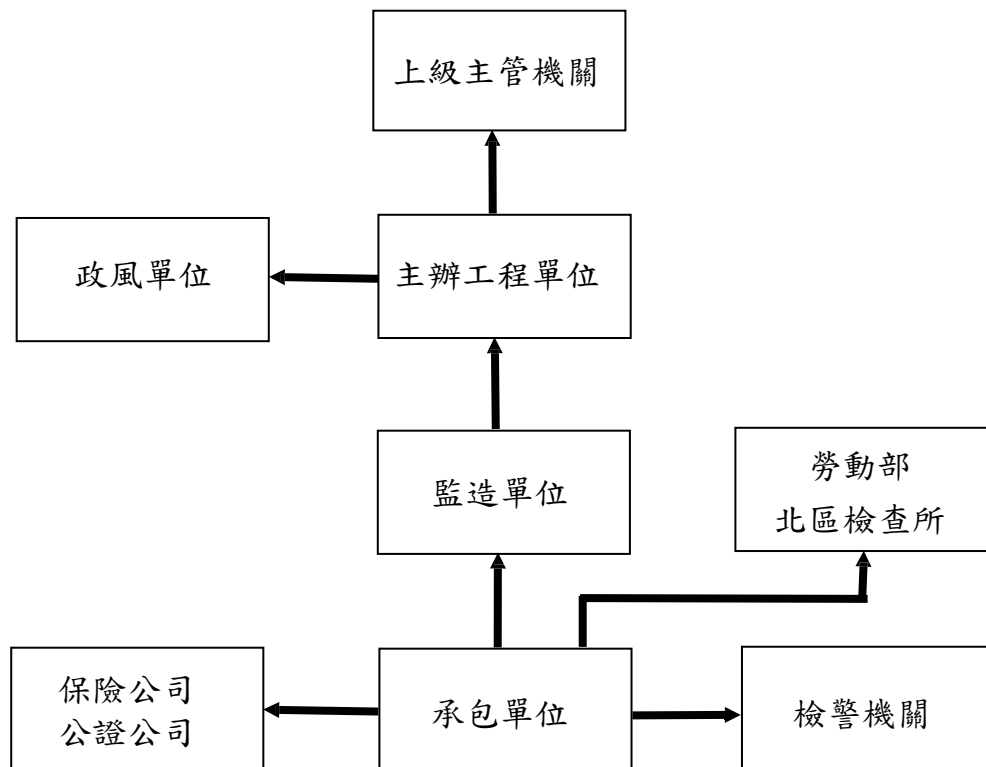 上級主管機關
政風單位
主辦工程單位
監造單位
勞動部
北區檢查所
保險公司
公證公司
承包單位
檢警機關